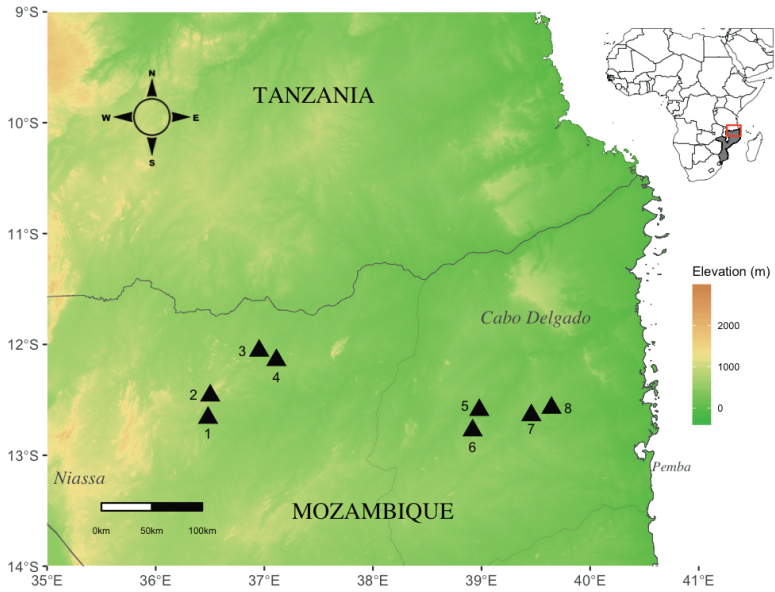 9°S
N
W E
S
TANZANIA
10°S
11°S
Elevation (m)
2000
1000
0
Cabo Delgado
12°S
3
4
2
1
5
6
7
8
13°S
Niassa
Pemba
0km 50km 100km
MOZAMBIQUE
14°S
35°E 36°E 37°E 38°E 39°E 40°E 41°E